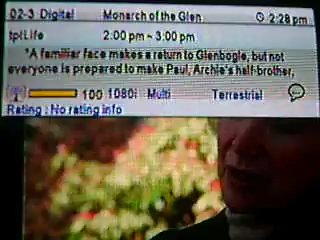 02-3 Digital Monarch of the Glen 2:28 pm
tptLife 2:00 pm ~ 3:00 pm
"A familiar face makes a return to Glenbogle, but not
everyone is prepared to make Paul, Archie's half-brother,
100 1080i Multi Terrestrial
Rating : No rating info